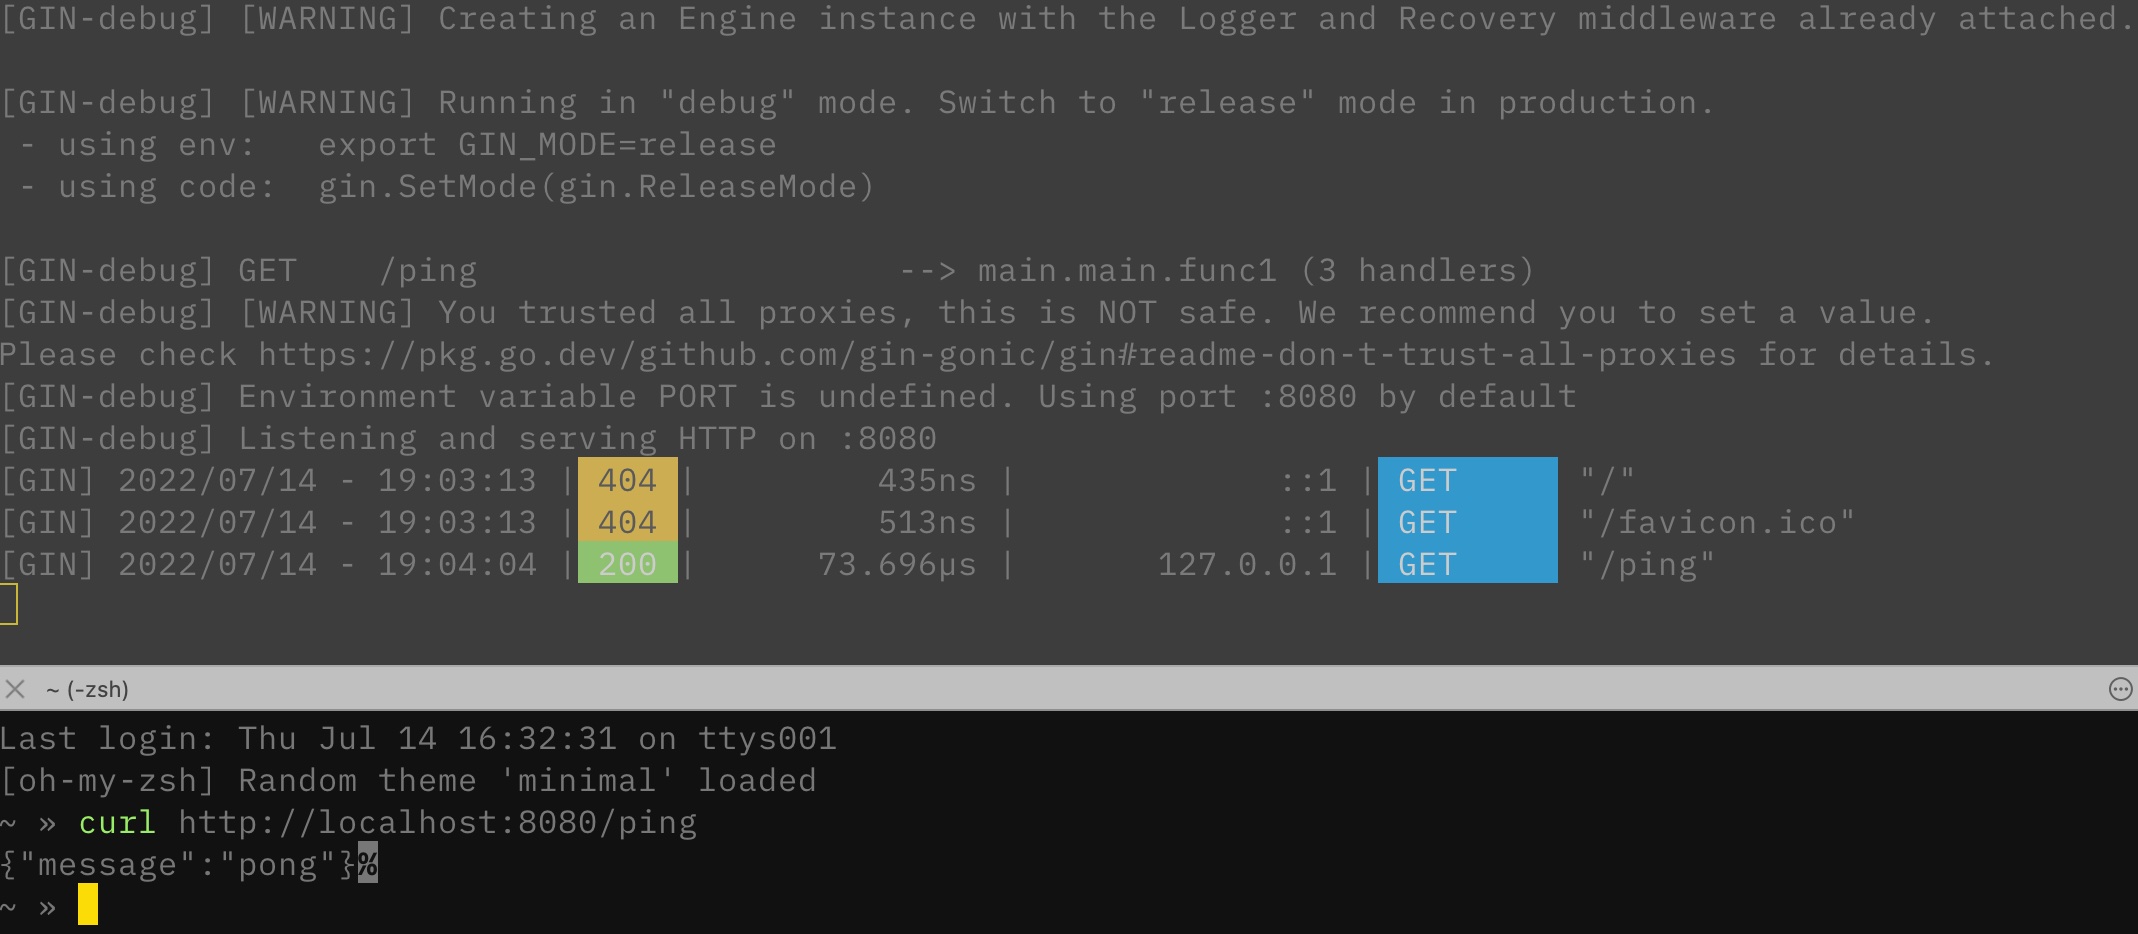 [GIN-debug] [WARNING] Creating an Engine instance with the Logger and Recovery middleware already attached.
[GIN-debug] [WARNING] Running in "debug" mode. Switch to "release" mode in production.
 - using env:   export GIN_MODE=release
 - using code:  gin.SetMode(gin.ReleaseMode)
[GIN-debug] GET    /ping                     --> main.main.func1 (3 handlers)
[GIN-debug] [WARNING] You trusted all proxies, this is NOT safe. We recommend you to set a value.
Please check https://pkg.go.dev/github.com/gin-gonic/gin#readme-don-t-trust-all-proxies for details.
[GIN-debug] Environment variable PORT is undefined. Using port :8080 by default
[GIN-debug] Listening and serving HTTP on :8080
[GIN] 2022/07/14 - 19:03:13 | 404 |         435ns |             ::1 | GET      "/"
[GIN] 2022/07/14 - 19:03:13 | 404 |         513ns |             ::1 | GET      "/favicon.ico"
[GIN] 2022/07/14 - 19:04:04 | 200 |      73.696µs |       127.0.0.1 | GET      "/ping"
~ (-zsh)
Last login: Thu Jul 14 16:32:31 on ttys001
[oh-my-zsh] Random theme 'minimal' loaded
~ » curl http://localhost:8080/ping
{"message":"pong"}%
~ »